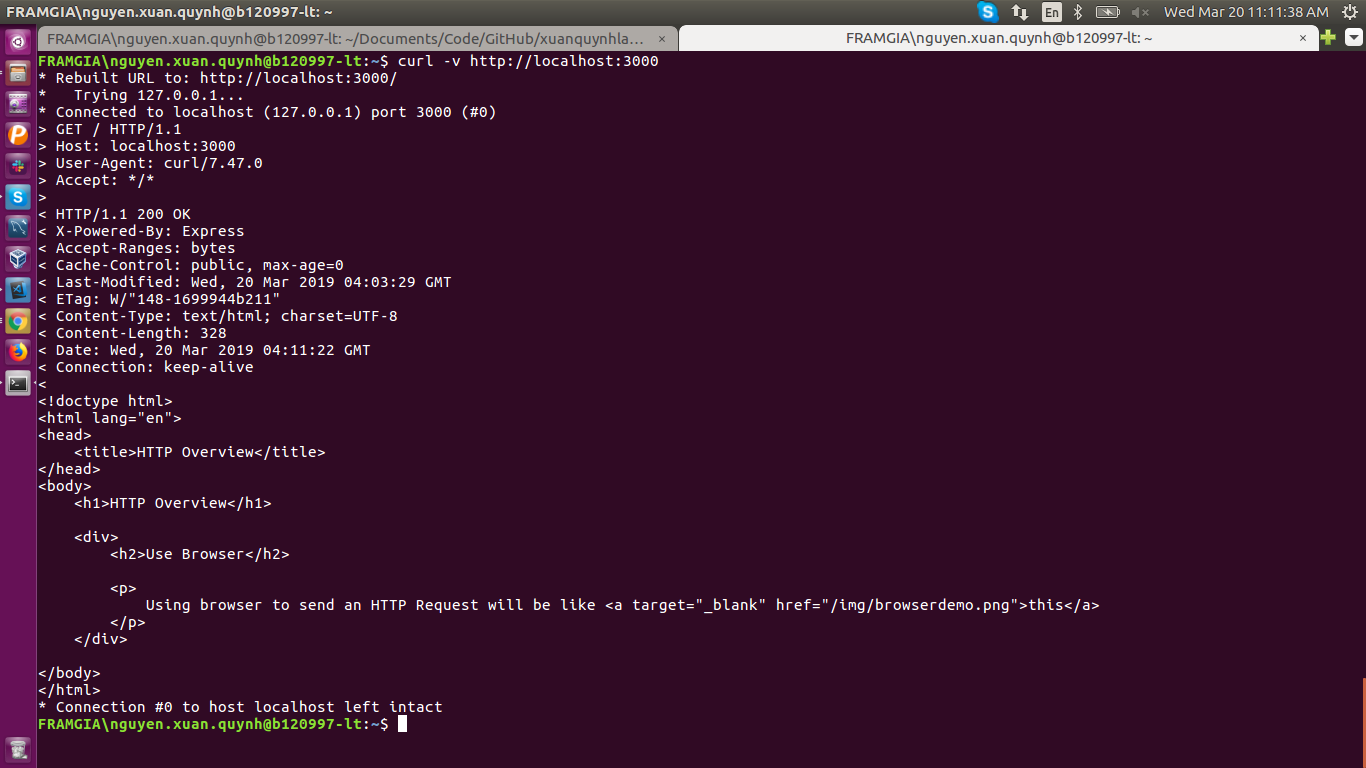 FRAMGIA\nguyen.xuan.quynh@b120997-lt: ~
En
Wed Mar 20 11:11:38 AM
FRAMGIA\nguyen.xuan.quynh@b120997-lt: ~/Documents/Code/GitHub/xuanquynhla... ×
FRAMGIA\nguyen.xuan.quynh@b120997-lt: ~ ×
FRAMGIA\nguyen.xuan.quynh@b120997-lt:~$ curl -v http://localhost:3000
* Rebuilt URL to: http://localhost:3000/
*   Trying 127.0.0.1...
* Connected to localhost (127.0.0.1) port 3000 (#0)
> GET / HTTP/1.1
> Host: localhost:3000
> User-Agent: curl/7.47.0
> Accept: */*
>
< HTTP/1.1 200 OK
< X-Powered-By: Express
< Accept-Ranges: bytes
< Cache-Control: public, max-age=0
< Last-Modified: Wed, 20 Mar 2019 04:03:29 GMT
< ETag: W/"148-1699944b211"
< Content-Type: text/html; charset=UTF-8
< Content-Length: 328
< Date: Wed, 20 Mar 2019 04:11:22 GMT
< Connection: keep-alive
<
<!doctype html>
<html lang="en">
<head>
    <title>HTTP Overview</title>
</head>
<body>
    <h1>HTTP Overview</h1>
    <div>
        <h2>Use Browser</h2>
        <p>
            Using browser to send an HTTP Request will be like <a target="_blank" href="/img/browserdemo.png">this</a>
        </p>
    </div>
</body>
</html>
* Connection #0 to host localhost left intact
FRAMGIA\nguyen.xuan.quynh@b120997-lt:~$